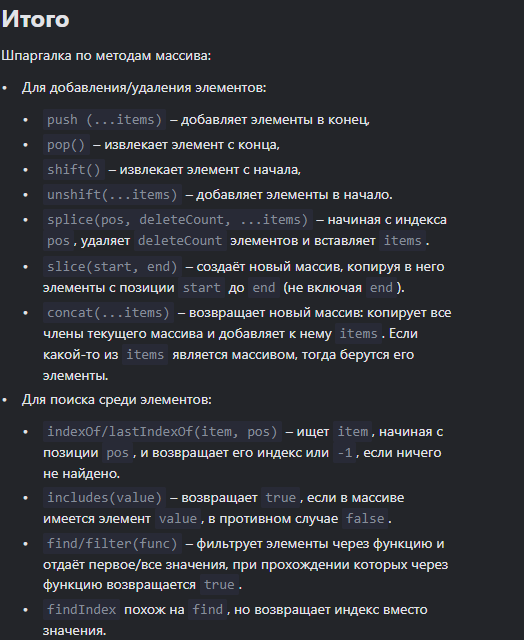 Итого
Шпаргалка по методам массива:
• Для добавления/удаления элементов:
• push (...items) – добавляет элементы в конец,
• pop() – извлекает элемент с конца,
• shift() – извлекает элемент с начала,
• unshift(...items) – добавляет элементы в начало.
• splice(pos, deleteCount, ...items) – начиная с индекса
pos, удаляет deleteCount элементов и вставляет items.
• slice(start, end) – создаёт новый массив, копируя в него
элементы с позиции start до end (не включая end).
• concat(...items) – возвращает новый массив: копирует все
члены текущего массива и добавляет к нему items. Если
какой-то из items является массивом, тогда берутся его
элементы.
• Для поиска среди элементов:
• indexOf/lastIndexOf(item, pos) – ищет item, начиная с
позиции pos, и возвращает его индекс или -1, если ничего
не найдено.
• includes(value) – возвращает true, если в массиве
имеется элемент value, в противном случае false.
• find/filter(func) – фильтрует элементы через функцию и
отдаёт первое/все значения, при прохождении которых через
функцию возвращается true.
• findIndex похож на find, но возвращает индекс вместо
значения.